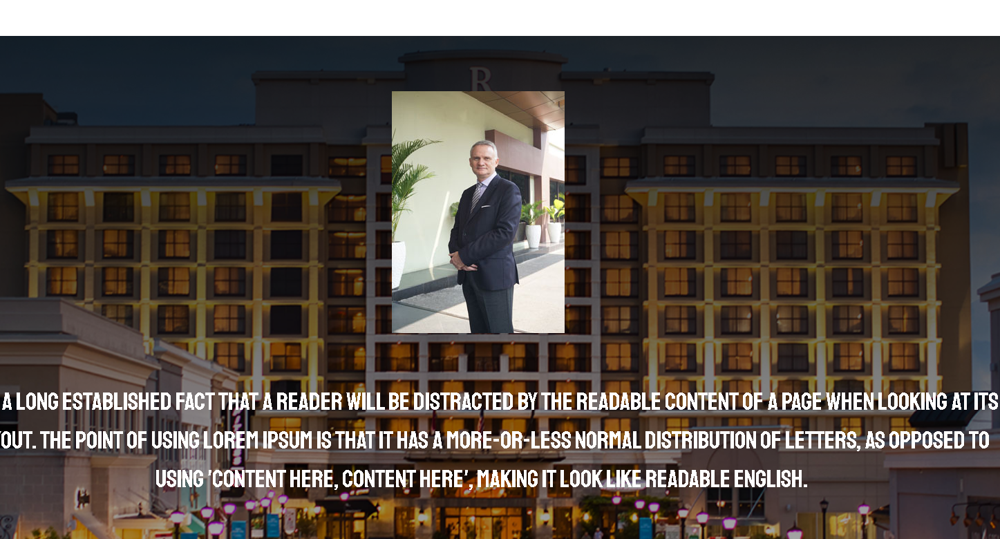 R
A LONG ESTABLISHED FACT THAT A READER WILL BE DISTRACTED BY THE READABLE CONTENT OF A PAGE WHEN LOOKING AT ITS
OUT. THE POINT OF USING LOREM IPSUM IS THAT IT HAS A MORE-OR-LESS NORMAL DISTRIBUTION OF LETTERS, AS OPPOSED TO
USING 'CONTENT HERE, CONTENT HERE', MAKING IT LOOK LIKE READABLE ENGLISH.